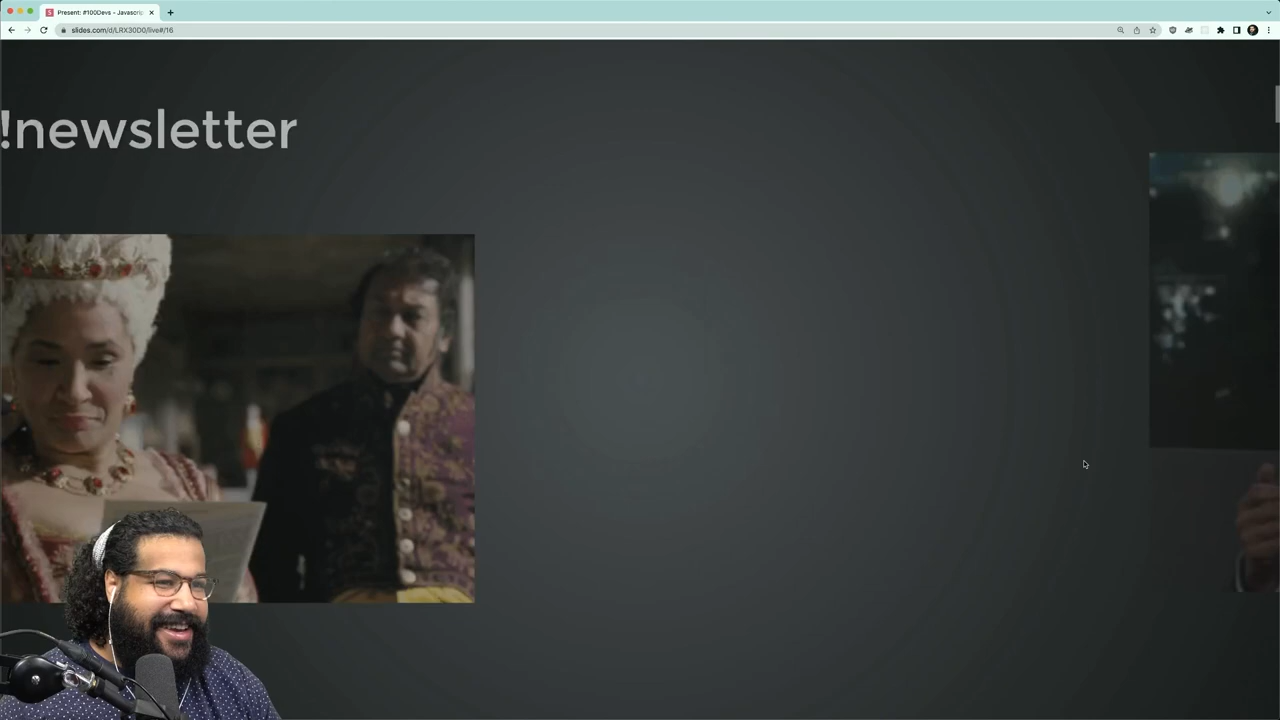 Present: #100Devs - Javascrip
slides.com/d/LRX30D0/live#/16
!newsletter